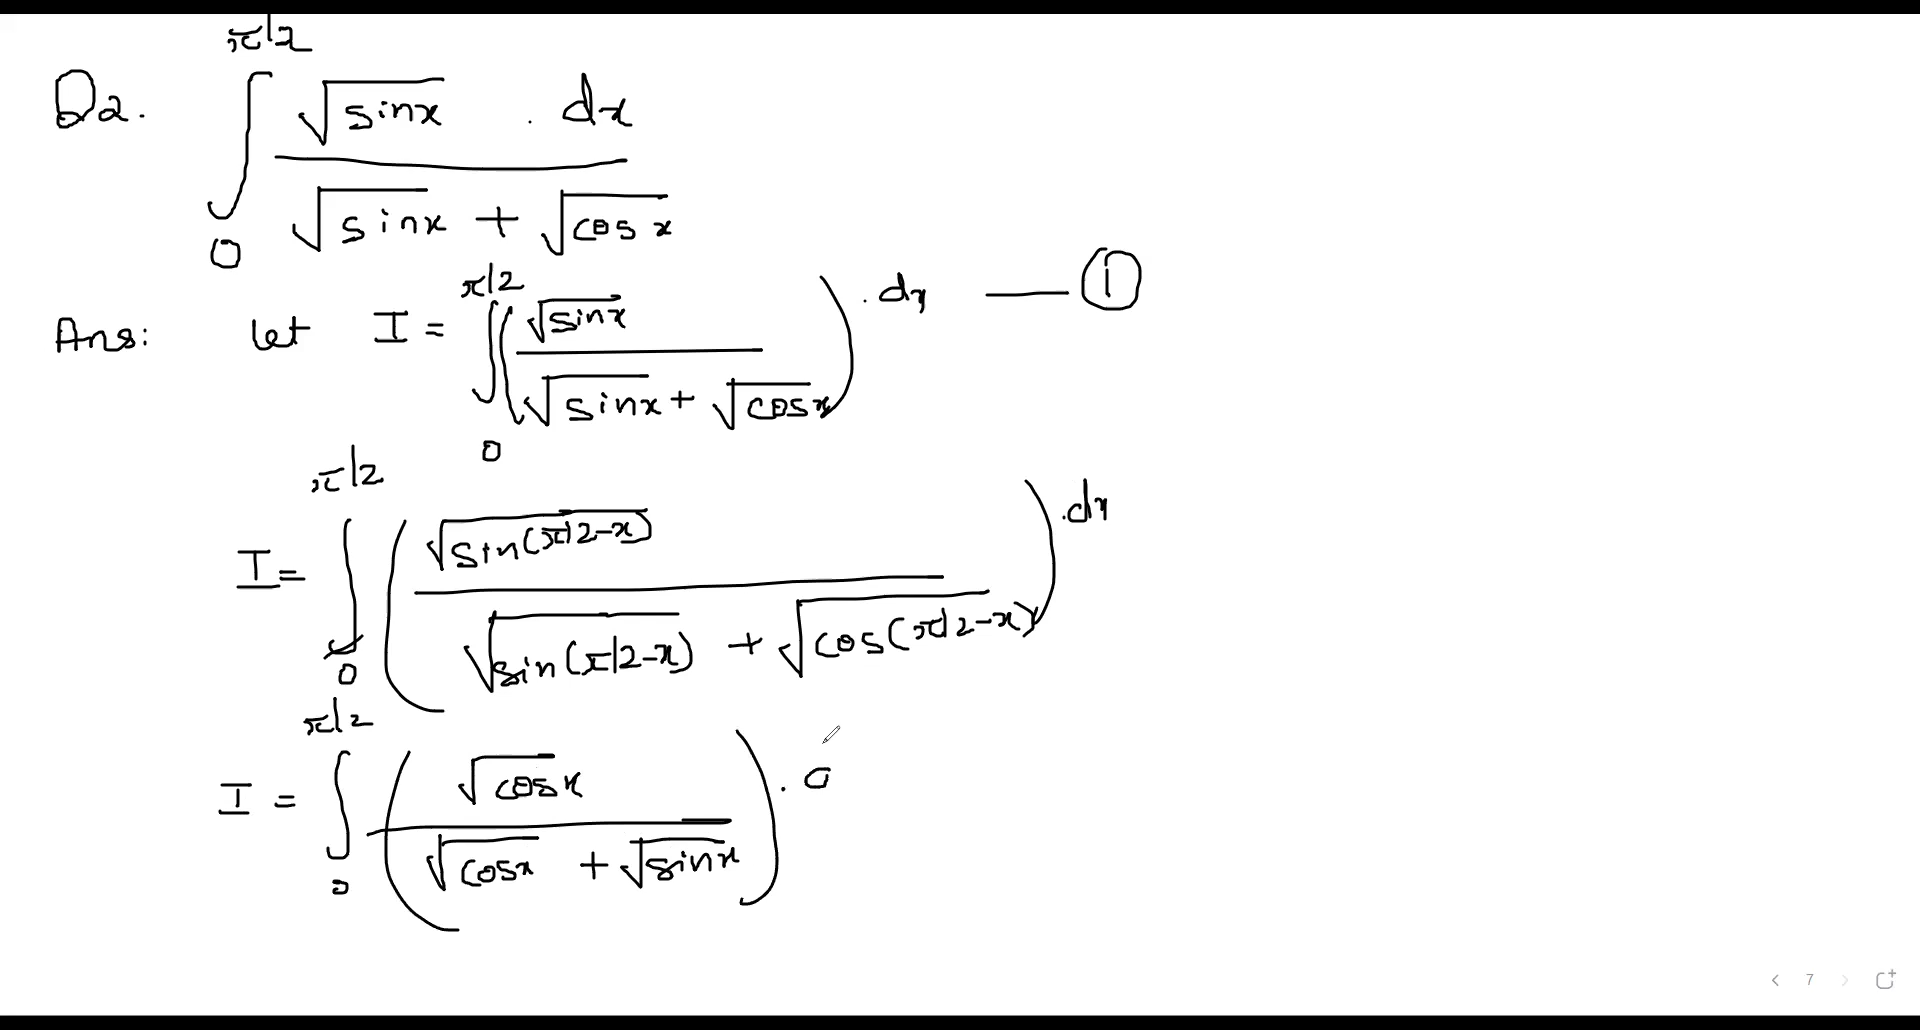 Q2. ∫₀^(π/2) √(sinx) . dx / (√(sinx) + √(cosx))
Ans: let I = ∫₀^(π/2) (√(sinx) / (√(sinx) + √(cosx))) . dx — ①
I = ∫₀^(π/2) (√(sin(π/2-x)) / (√(sin(π/2-x)) + √(cos(π/2-x)))) . dx
I = ∫₀^(π/2) (√(cosx) / (√(cosx) + √(sinx))) .
7